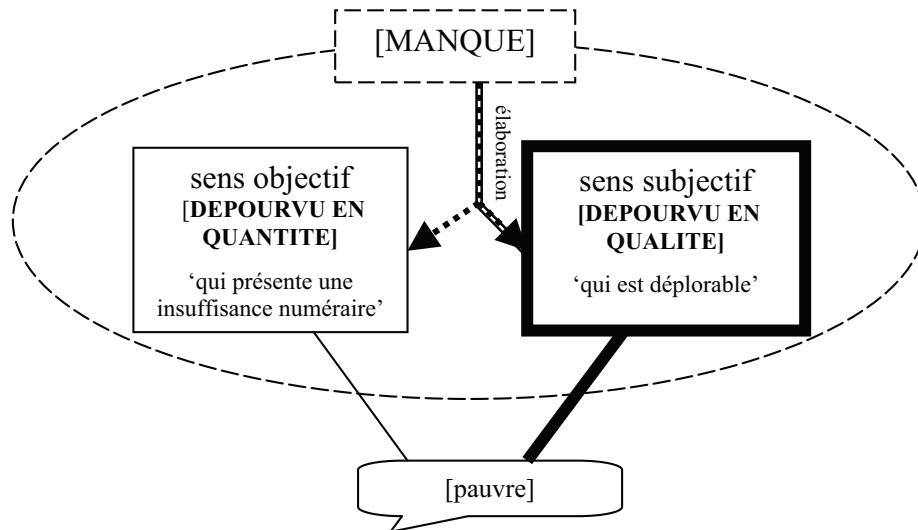 [MANQUE]
élaboration
sens objectif
[DEPOURVU EN
QUANTITE]
‘qui présente une
insuffisance numéraire’
sens subjectif
[DEPOURVU EN
QUALITE]
‘qui est déplorable’
[pauvre]